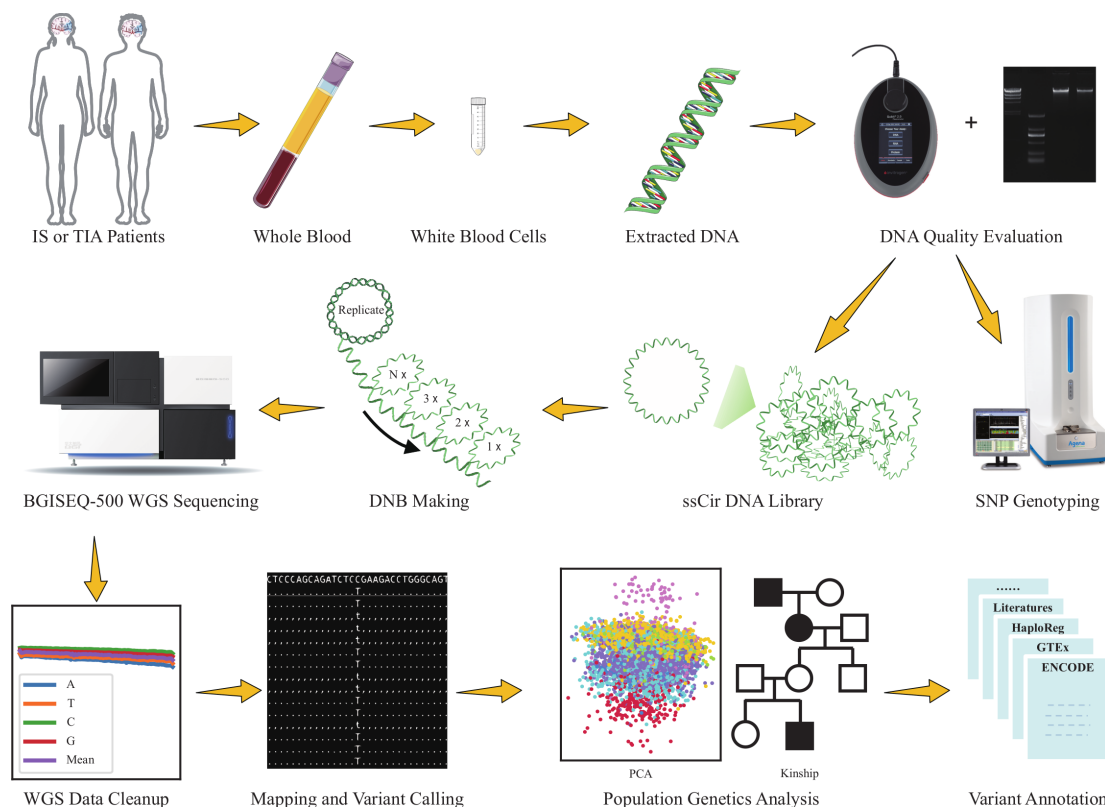 IS or TIA Patients
Whole Blood
White Blood Cells
Extracted DNA
+
DNA Quality Evaluation
Replicate
N x
3 x
2 x
1 x
Agena
BGISEQ-500 WGS Sequencing
DNB Making
ssCir DNA Library
SNP Genotyping
A
T
C
G
Mean
CTCCCAGCAGATCTCCGAAGACCTGGGCAGT
......
Literatures
HaploReg
GTEx
ENCODE
PCA
Kinship
WGS Data Cleanup
Mapping and Variant Calling
Population Genetics Analysis
Variant Annotation